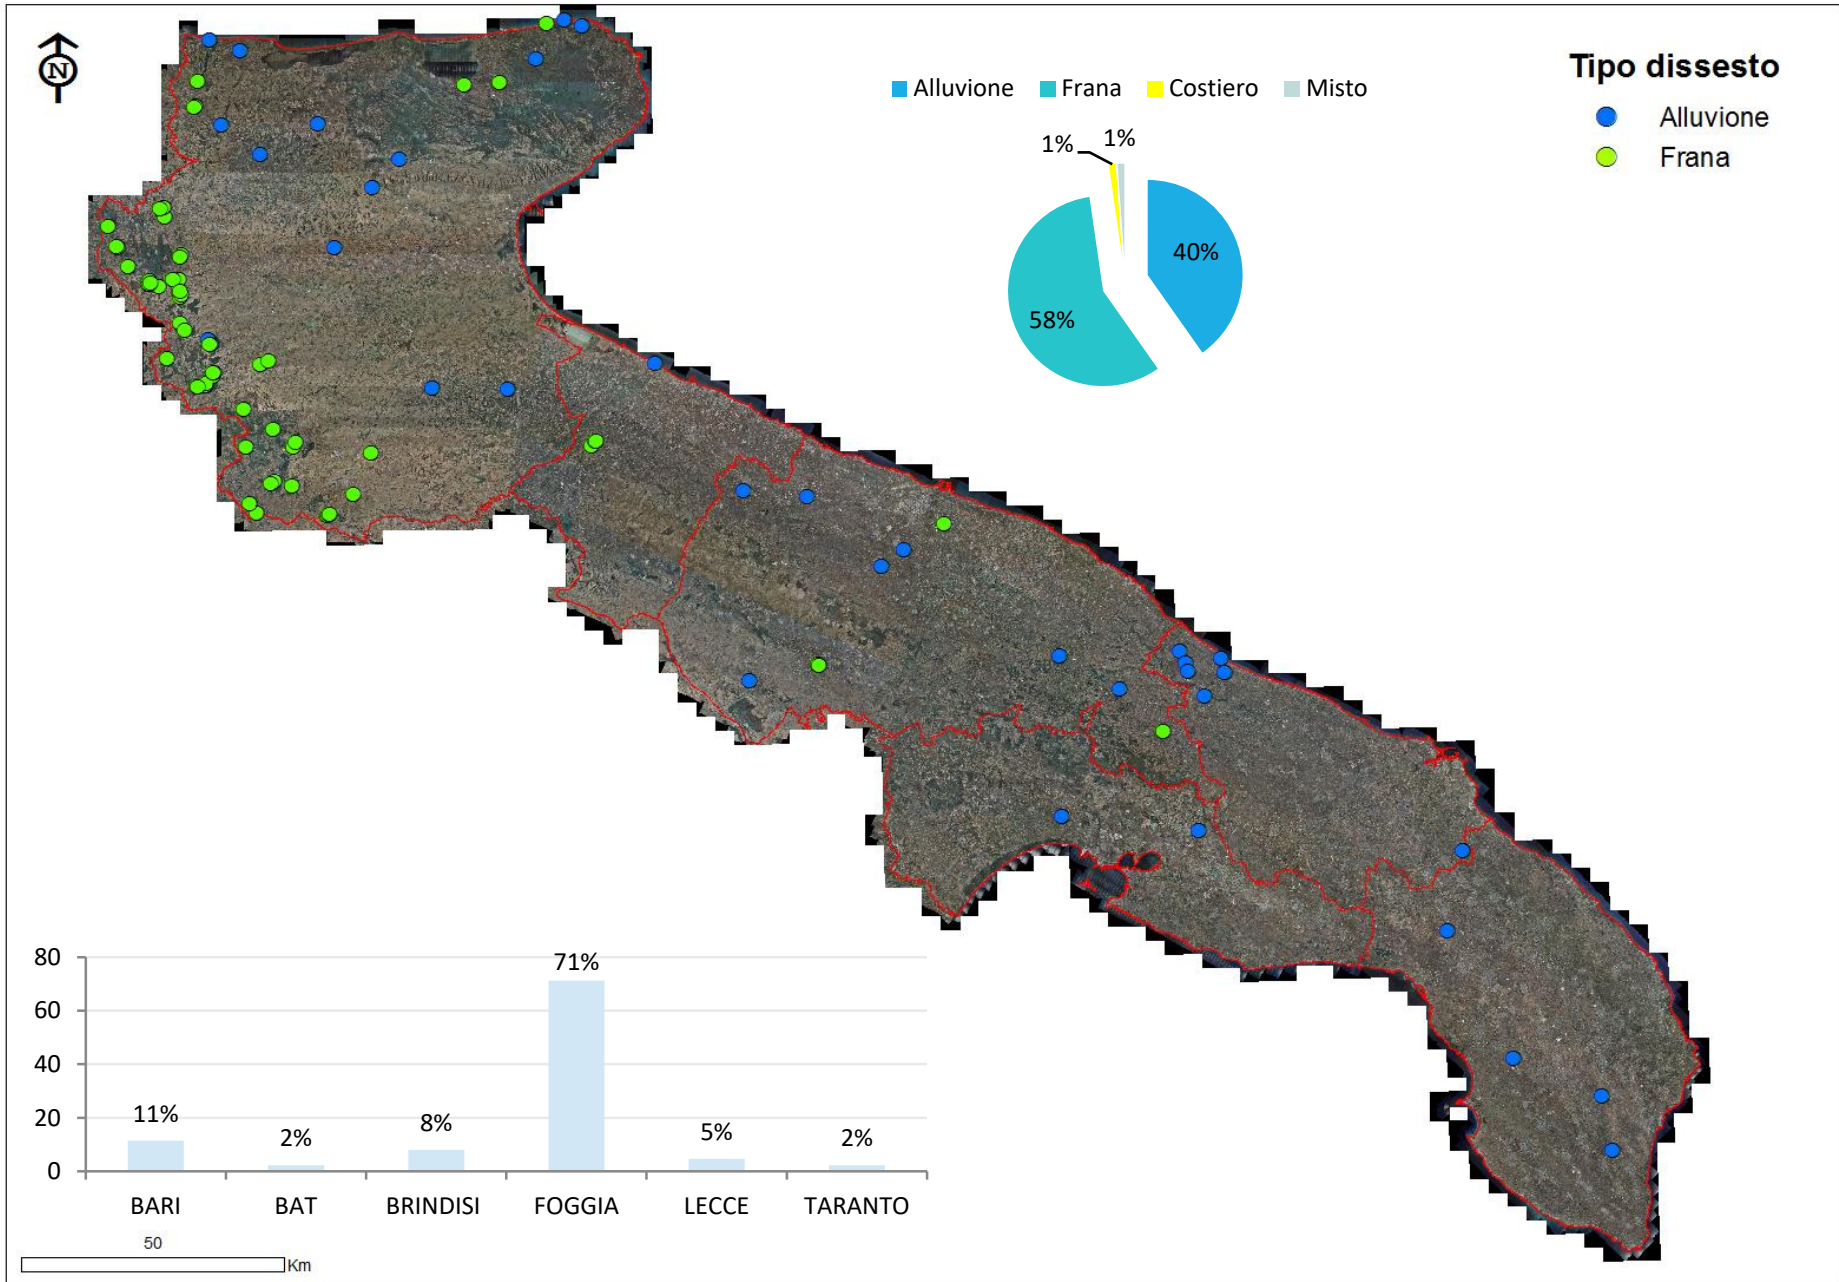 N
Tipo dissesto
Alluvione
Frana
Alluvione Frana Costiero Misto
1% 1%
40%
58%
80
60
40
20
0
11%
2%
8%
71%
5%
2%
BARI BAT BRINDISI FOGGIA LECCE TARANTO
50
Km